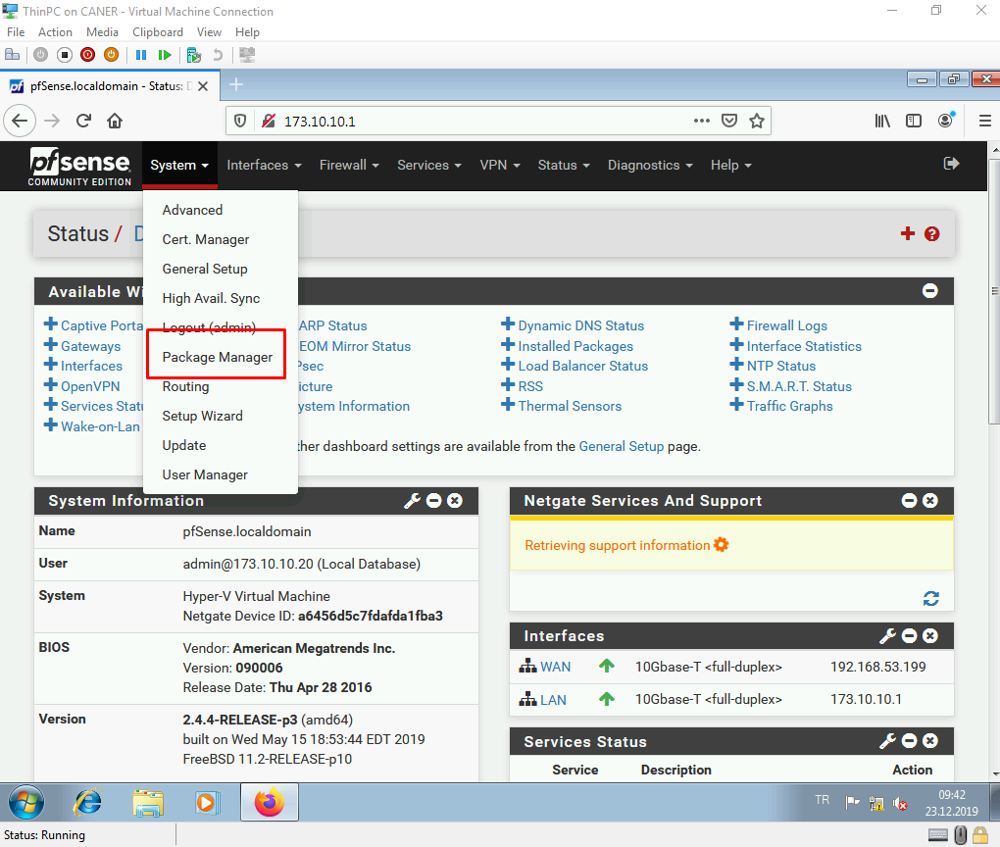 ThinPC on CANER - Virtual Machine Connection
File Action Media Clipboard View Help
pfSense.localdomain - Status:
173.10.10.1
pfsense
COMMUNITY EDITION
System Interfaces Firewall Services VPN Status Diagnostics Help
Advanced
Cert. Manager
General Setup
High Avail. Sync
Logout (admin)
Package Manager
Routing
Setup Wizard
Update
User Manager
Status / D
Available Wi
Captive Porta ARP Status Dynamic DNS Status Firewall Logs
Gateways EOM Mirror Status Installed Packages Interface Statistics
Interfaces Psec Load Balancer Status NTP Status
OpenVPN icture RSS S.M.A.R.T. Status
Services Statu ystem Information Thermal Sensors Traffic Graphs
Wake-on-Lan
ther dashboard settings are available from the General Setup page.
System Information
Name pfSense.localdomain
User admin@173.10.10.20 (Local Database)
System Hyper-V Virtual Machine
Netgate Device ID: a6456d5c7fdafda1fba3
BIOS Vendor: American Megatrends Inc.
Version: 090006
Release Date: Thu Apr 28 2016
Version 2.4.4-RELEASE-p3 (amd64)
built on Wed May 15 18:53:44 EDT 2019
FreeBSD 11.2-RELEASE-p10
Netgate Services And Support
Retrieving support information
Interfaces
WAN 10Gbase-T <full-duplex> 192.168.53.199
LAN 10Gbase-T <full-duplex> 173.10.10.1
Services Status
Service Description Action
TR 09:42
23.12.2019
Status: Running